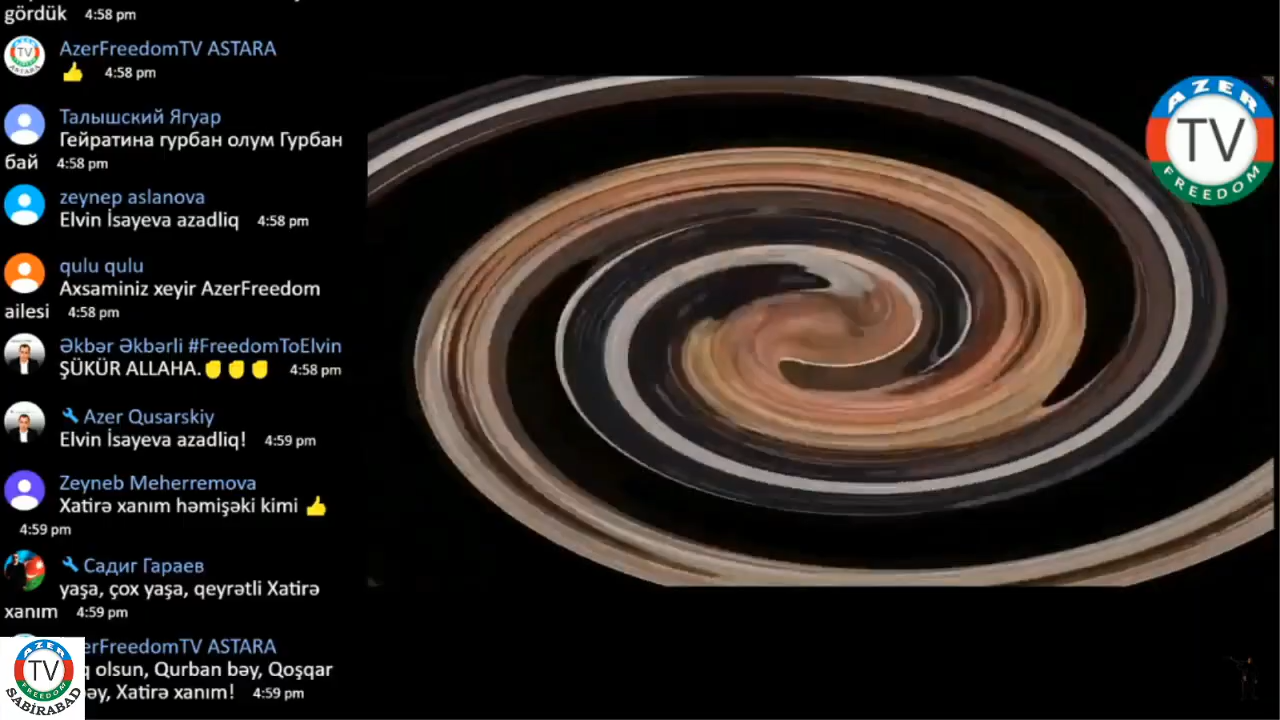 gördük 4:58 pm
AzerFreedomTV ASTARA
4:58 pm
Талышский Ягуар
Гейратина гурбан олум Гурбан
бай 4:58 pm
zeynep aslanova
Elvin İsayeva azadliq 4:58 pm
qulu qulu
Axsaminiz xeyir AzerFreedom
ailesi 4:58 pm
Əkbər Əkbərli #FreedomToElvin
ŞÜKÜR ALLAHA. 4:58 pm
Azer Qusarskiy
Elvin İsayeva azadliq! 4:59 pm
Zeyneb Meherremova
Xatirə xanım həmişəki kimi
4:59 pm
Садиг Гараев
yaşa, çox yaşa, qeyrətli Xatirə
xanım 4:59 pm
erFreedomTV ASTARA
olsun, Qurban bəy, Qoşqar
əy, Xatirə xanım! 4:59 pm
AZER
TV
FREEDOM
SABİRABAD
AZER
TV
FREEDOM